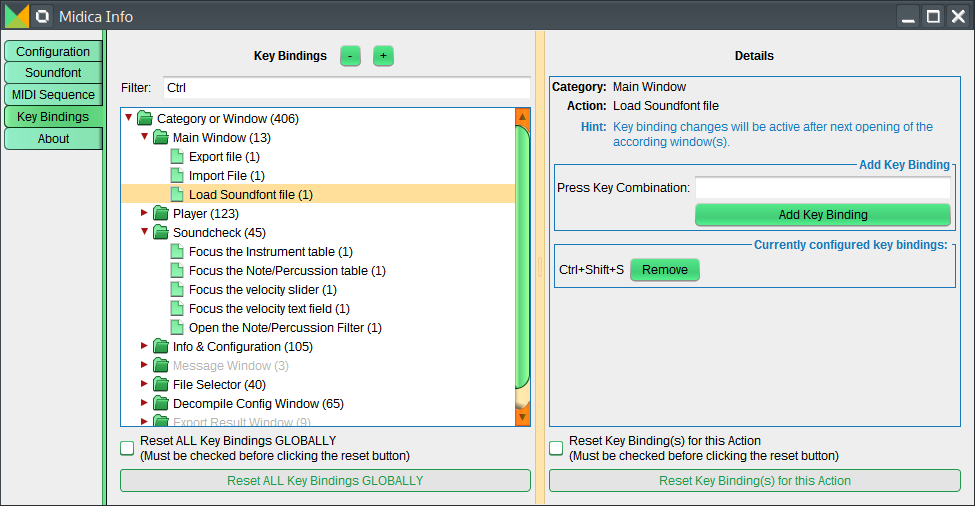 Midica Info
Configuration
Soundfont
MIDI Sequence
Key Bindings
About
Key Bindings
-
+
Filter:
Ctrl
Category or Window (406)
Main Window (13)
Export file (1)
Import File (1)
Load Soundfont file (1)
Player (123)
Soundcheck (45)
Focus the Instrument table (1)
Focus the Note/Percussion table (1)
Focus the velocity slider (1)
Focus the velocity text field (1)
Open the Note/Percussion Filter (1)
Info & Configuration (105)
Message Window (3)
File Selector (40)
Decompile Config Window (65)
Export Result Window (9)
Reset ALL Key Bindings GLOBALLY
(Must be checked before clicking the reset button)
Reset ALL Key Bindings GLOBALLY
Details
Category: Main Window
Action: Load Soundfont file
Hint: Key binding changes will be active after next opening of the
according window(s).
Add Key Binding
Press Key Combination:
Add Key Binding
Currently configured key bindings:
Ctrl+Shift+S
Remove
Reset Key Binding(s) for this Action
(Must be checked before clicking the reset button)
Reset Key Binding(s) for this Action